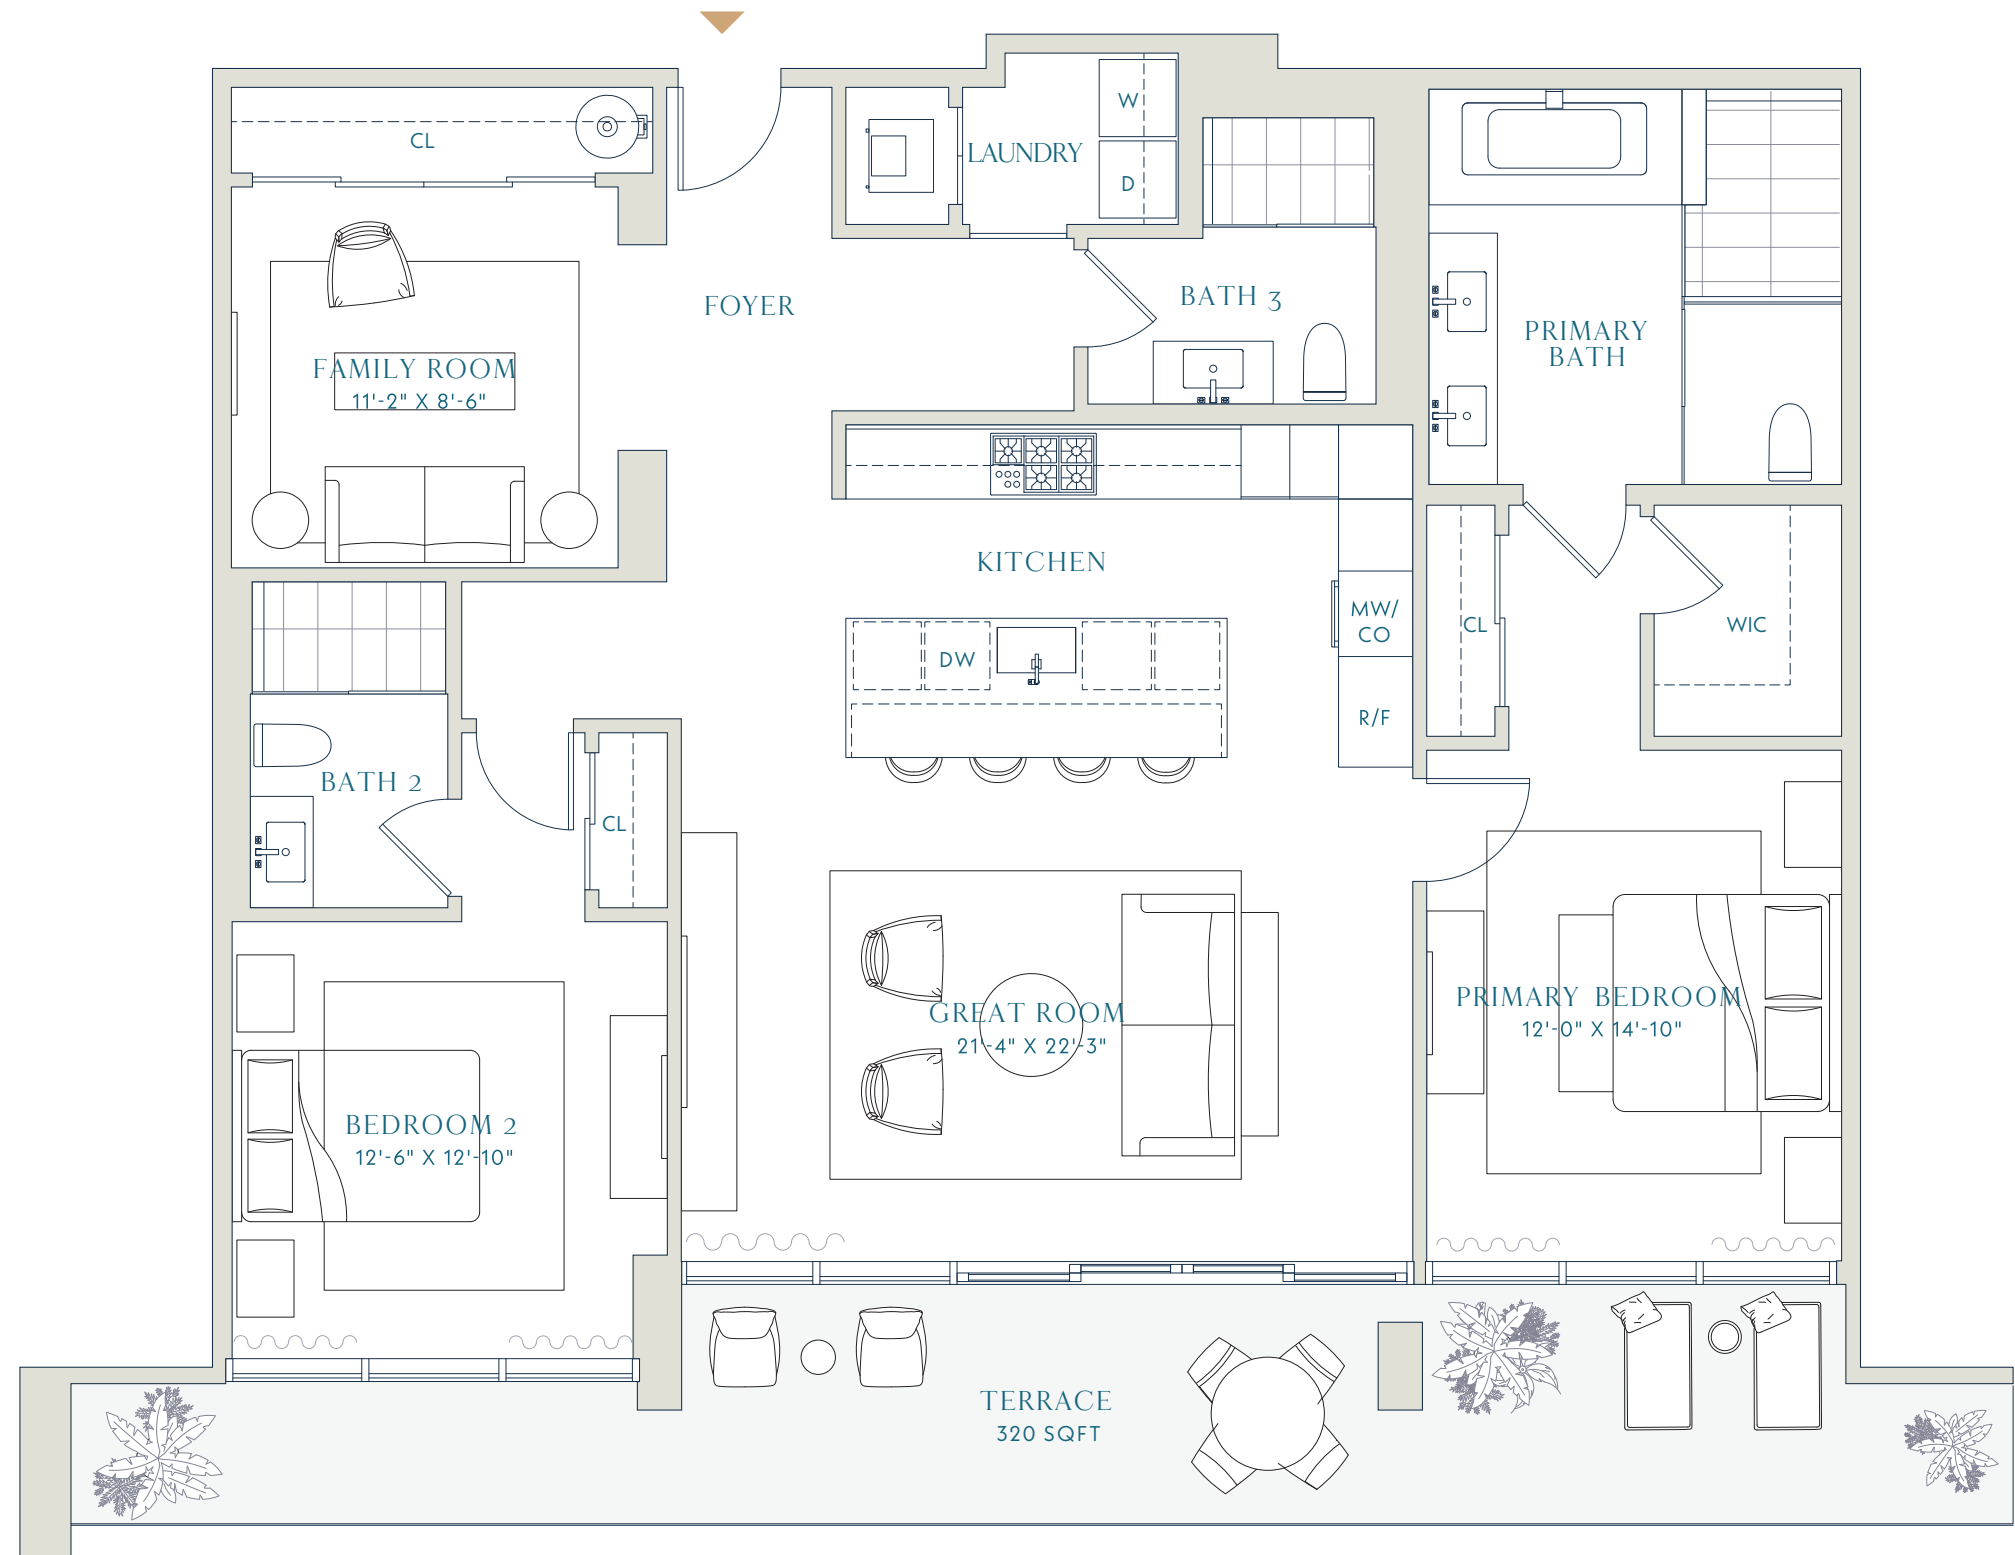 W
CL
LAUNDRY
D
BATH 3
FOYER
PRIMARY
BATH
FAMILY ROOM
11'-2" X 8'-6"
KITCHEN
MW/
CO
CL
WIC
DW
R/F
BATH 2
CL
PRIMARY BEDROOM
12'-0" X 14'-10"
GREAT ROOM
21'-4" X 22'-3"
BEDROOM 2
12'-6" X 12'-10"
TERRACE
320 SQFT